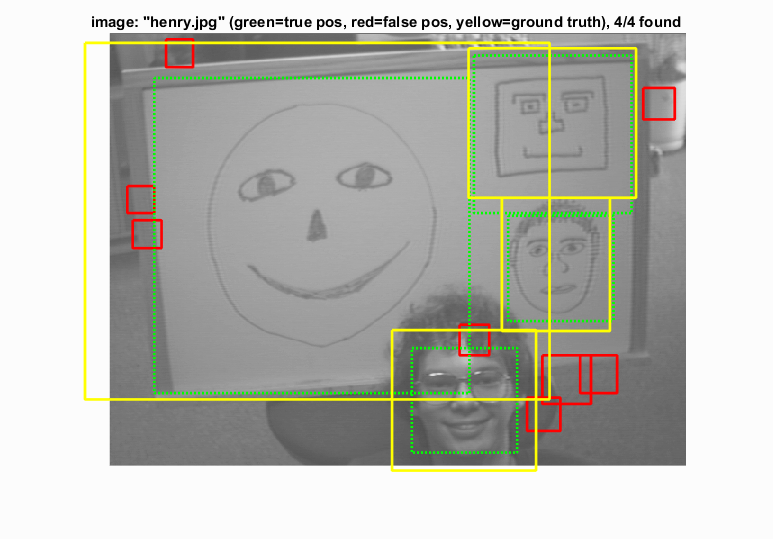 image: "henry.jpg" (green=true pos, red=false pos, yellow=ground truth), 4/4 found